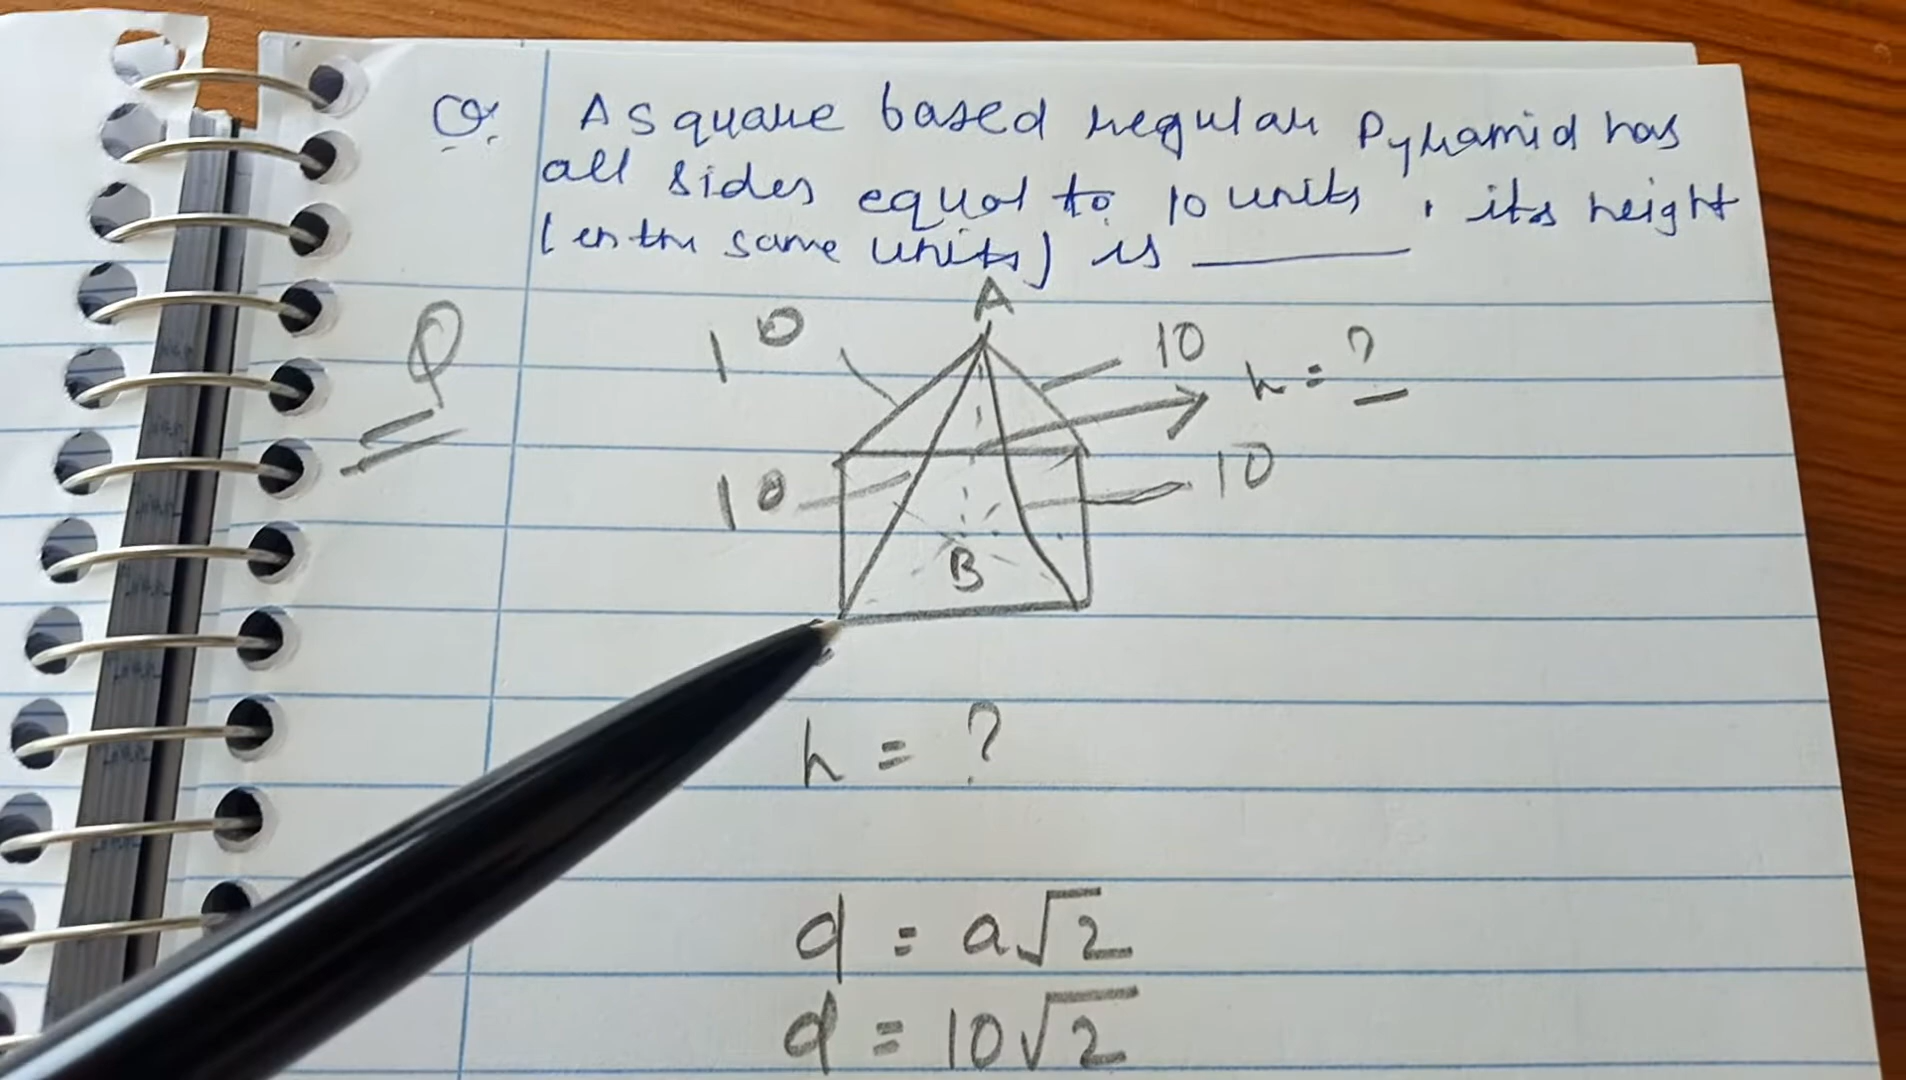 Q. A square based regular Pyramid has
all sides equal to 10 units, its height
(in the same units) is ______
A
10
10
h = ?
10
10
B
h = ?
d = a√2
d = 10√2